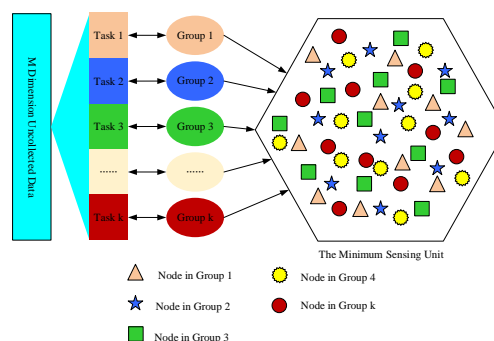 M Dimension Uncollected Data
Task 1
Group 1
Task 2
Group 2
Task 3
Group 3
......
......
Task k
Group k
The Minimum Sensing Unit
Node in Group 1
Node in Group 4
Node in Group 2
Node in Group k
Node in Group 3